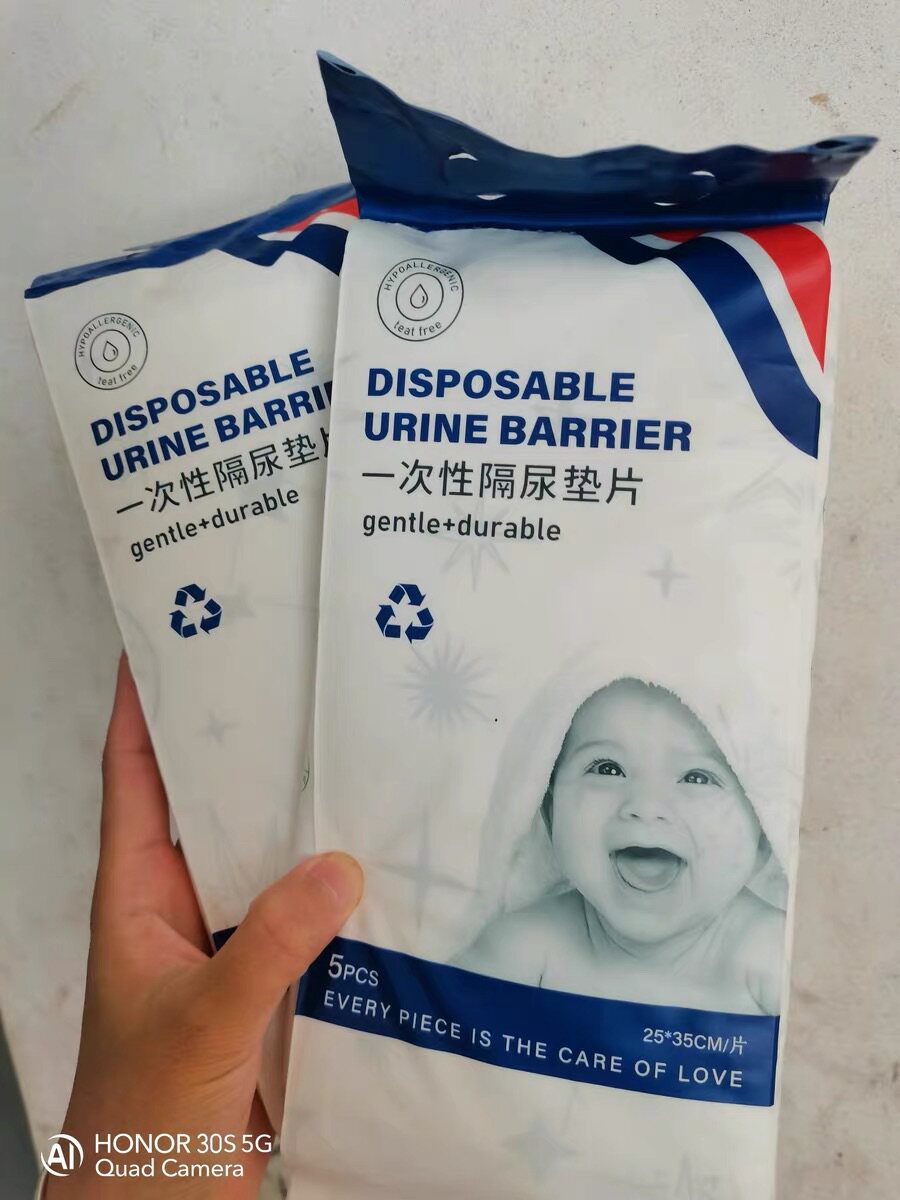 HYPOALLERGENIC
teat free
DISPOSABLE
URINE BARRI
一次性隔尿垫片
gentle+durable
HYPOALLERGENIC
teat free
DISPOSABLE
URINE BARRIER
一次性隔尿垫片
gentle+durable
5PCS
25*35CM/片
EVERY PIECE IS THE CARE OF LOVE
AI HONOR 30S 5G
Quad Camera